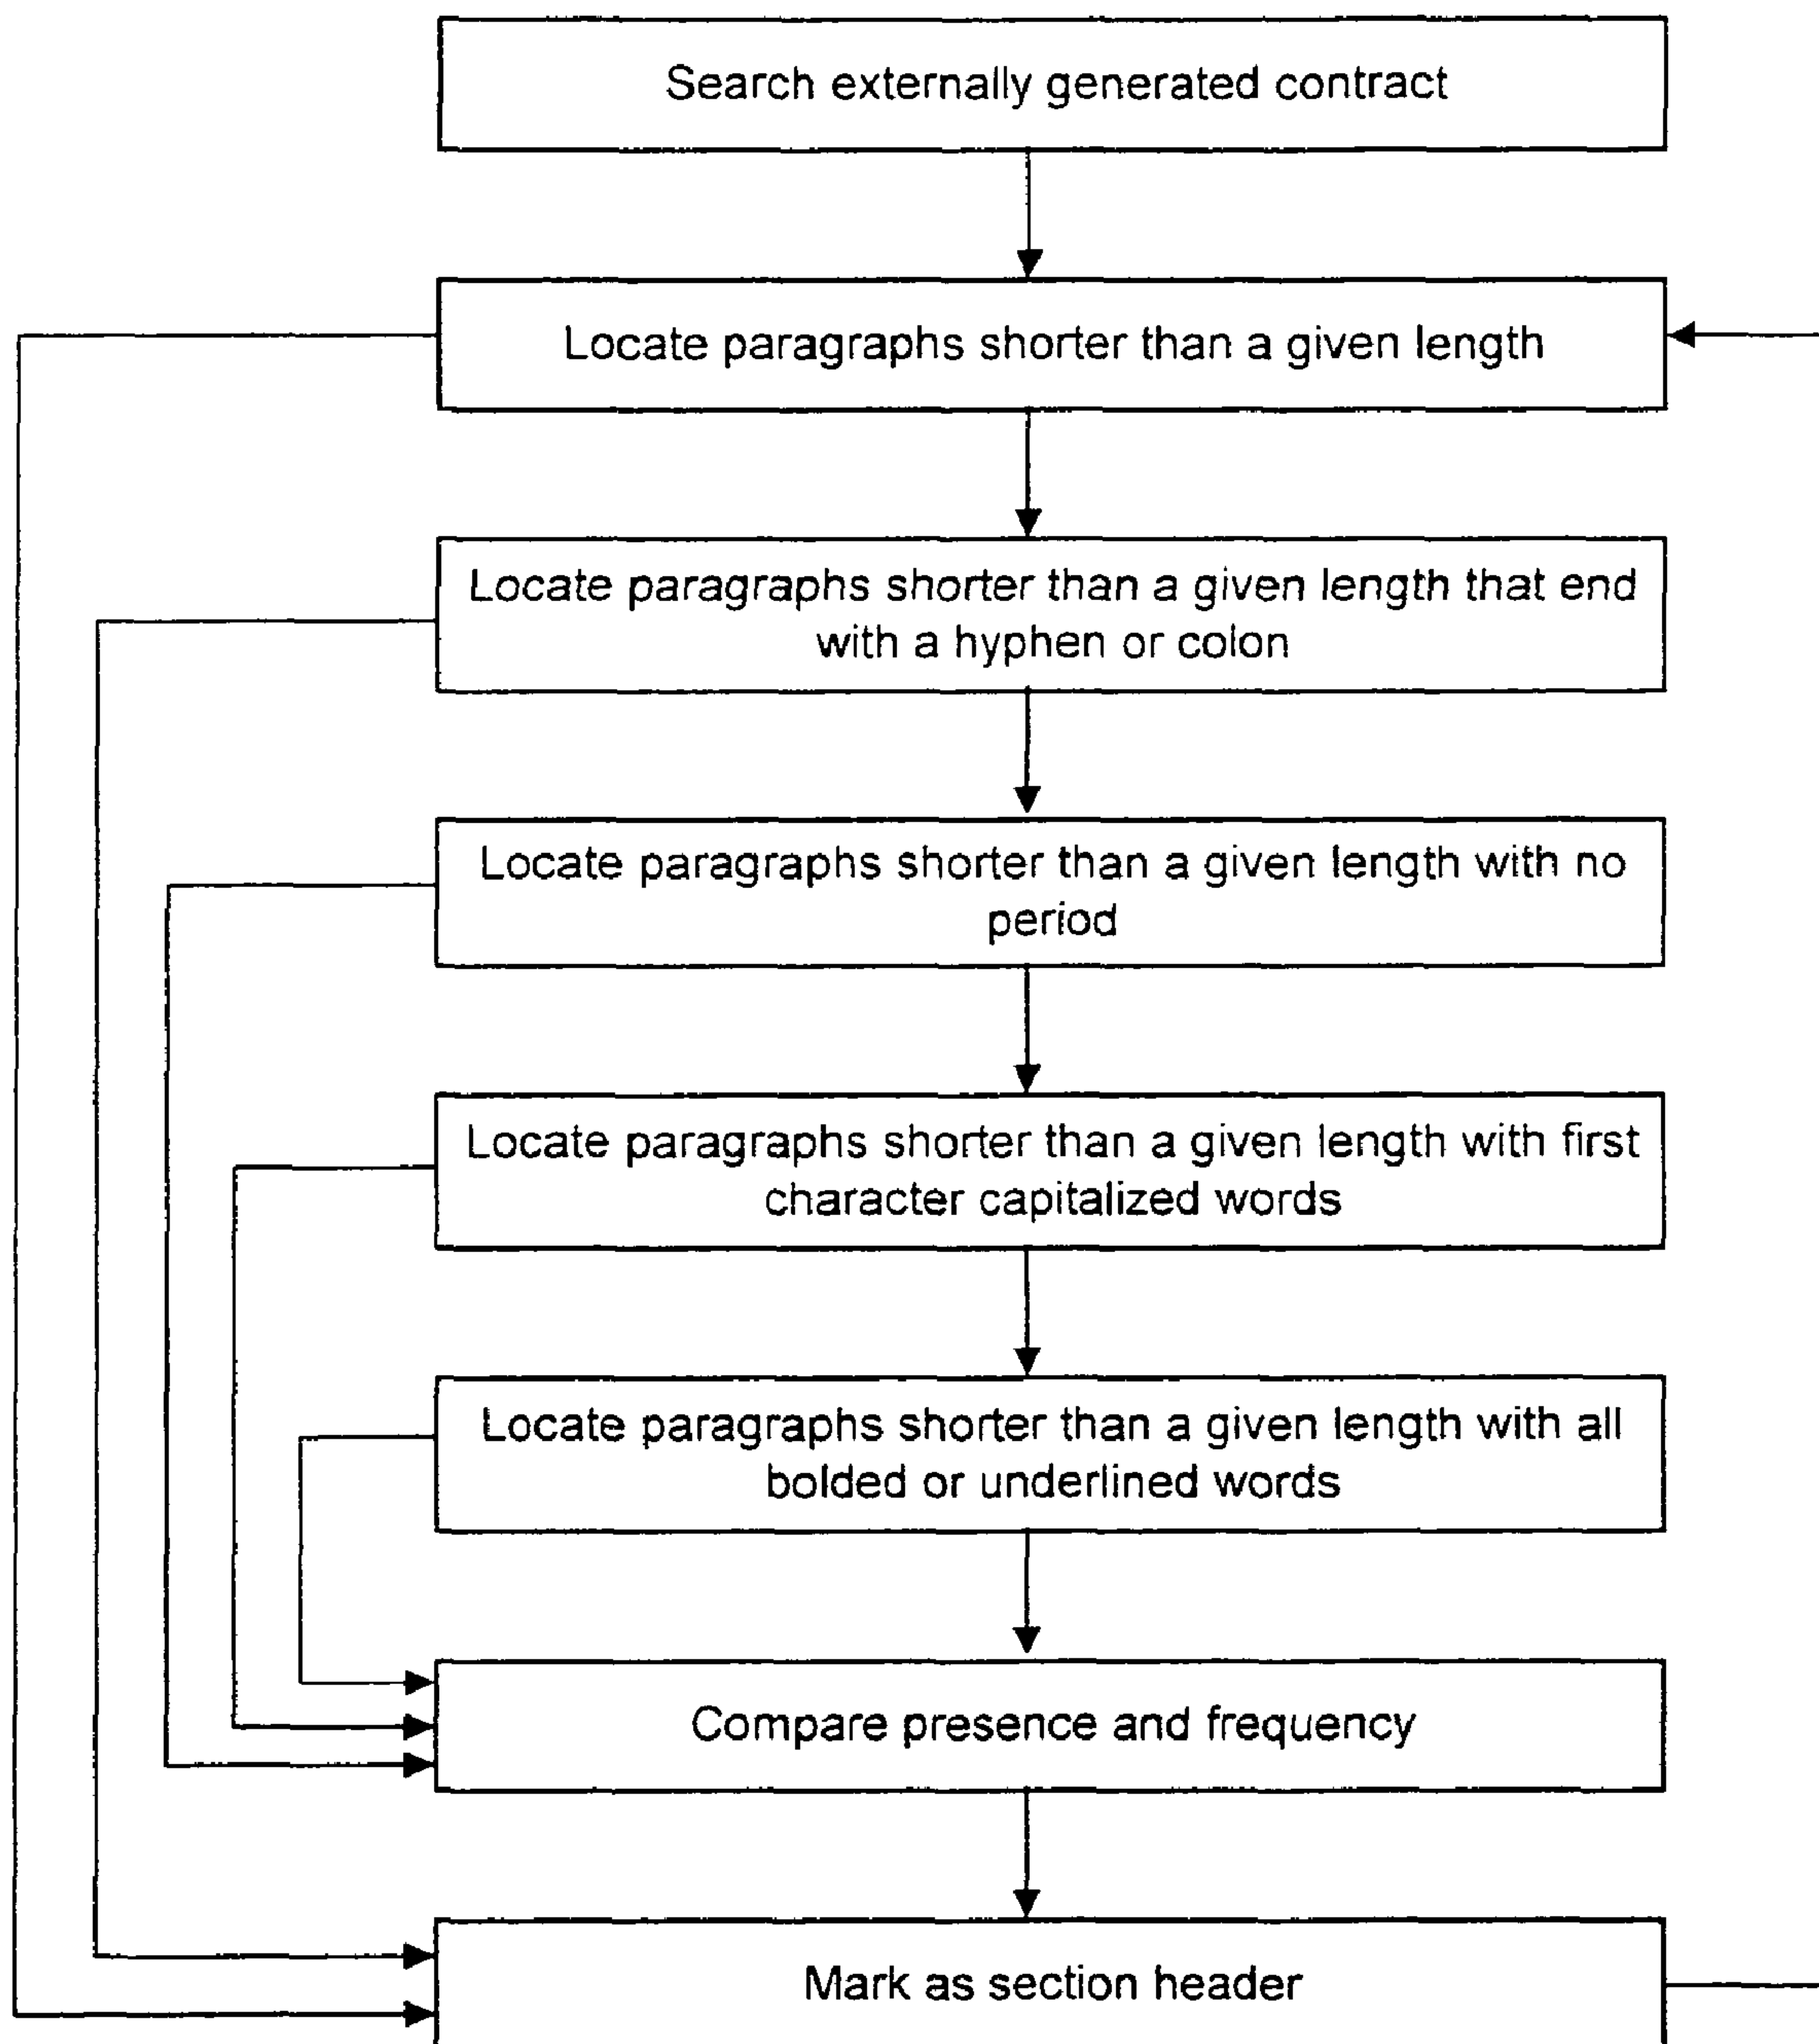 Search externally generated contract
Locate paragraphs shorter than a given length
Locate paragraphs shorter than a given length that end
with a hyphen or colon
Locate paragraphs shorter than a given length with no
period
Locate paragraphs shorter than a given length with first
character capitalized words
Locate paragraphs shorter than a given length with all
bolded or underlined words
Compare presence and frequency
Mark as section header